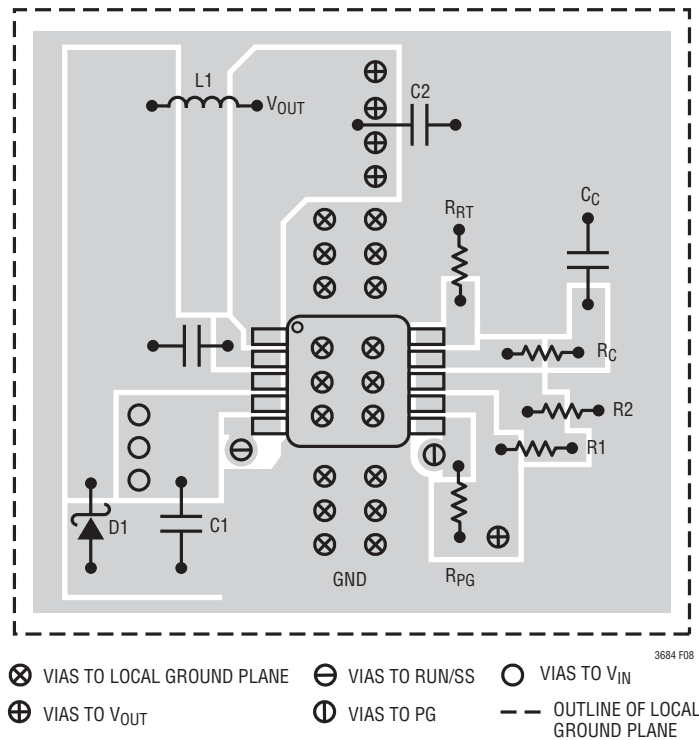 L1
VOUT
C2
RRT
CC
RC
R2
R1
D1
C1
GND
RPG
3684 F08
VIAS TO LOCAL GROUND PLANE
VIAS TO RUN/SS
VIAS TO VIN
VIAS TO VOUT
VIAS TO PG
OUTLINE OF LOCAL
GROUND PLANE